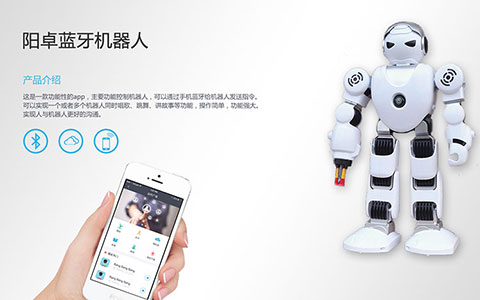 阳卓蓝牙机器人
产品介绍
这是一款功能性的app，主要功能控制机器人，可以通过手机蓝牙给机器人发送指令。
可以实现一个或者多个机器人同时唱歌、跳舞、讲故事等功能，操作简单，功能强大。
实现人与机器人更好的沟通。